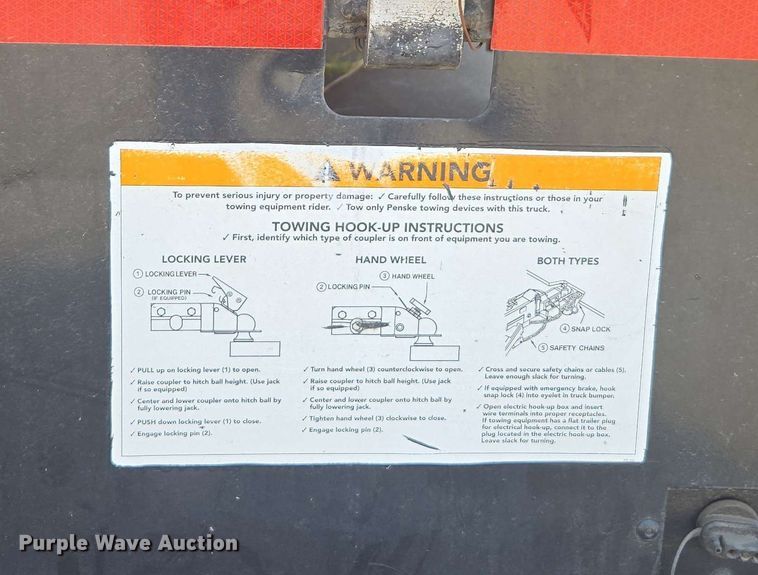 WARNING
To prevent serious injury or property damage: ✓ Carefully follow these instructions or those in your
towing equipment rider. ✓ Tow only Penske towing devices with this truck.
TOWING HOOK-UP INSTRUCTIONS
✓ First, identify which type of coupler is on front of equipment you are towing.
LOCKING LEVER
1 LOCKING LEVER
2 LOCKING PIN
(IF EQUIPPED)
✓ PULL up on locking lever (1) to open.
✓ Raise coupler to hitch ball height. (Use jack
if so equipped)
✓ Center and lower coupler onto hitch ball by
fully lowering jack.
✓ PUSH down locking lever (1) to close.
✓ Engage locking pin (2).
HAND WHEEL
3 HAND WHEEL
2 LOCKING PIN
✓ Turn hand wheel (3) counterclockwise to open.
✓ Raise coupler to hitch ball height. (Use jack
if so equipped)
✓ Center and lower coupler onto hitch ball by
fully lowering jack.
✓ Tighten hand wheel (3) clockwise to close.
✓ Engage locking pin (2).
BOTH TYPES
4 SNAP LOCK
5 SAFETY CHAINS
✓ Cross and secure safety chains or cables (5).
Leave enough slack for turning.
✓ If equipped with emergency brake, hook
snap lock (4) into eyelet in truck bumper.
✓ Open electric hook-up box and insert
wire terminals into proper receptacles.
If towing equipment has a flat trailer plug
for electrical hook-up, connect it to the
plug located in the electric hook-up box.
Leave slack for turning.
Purple Wave Auction